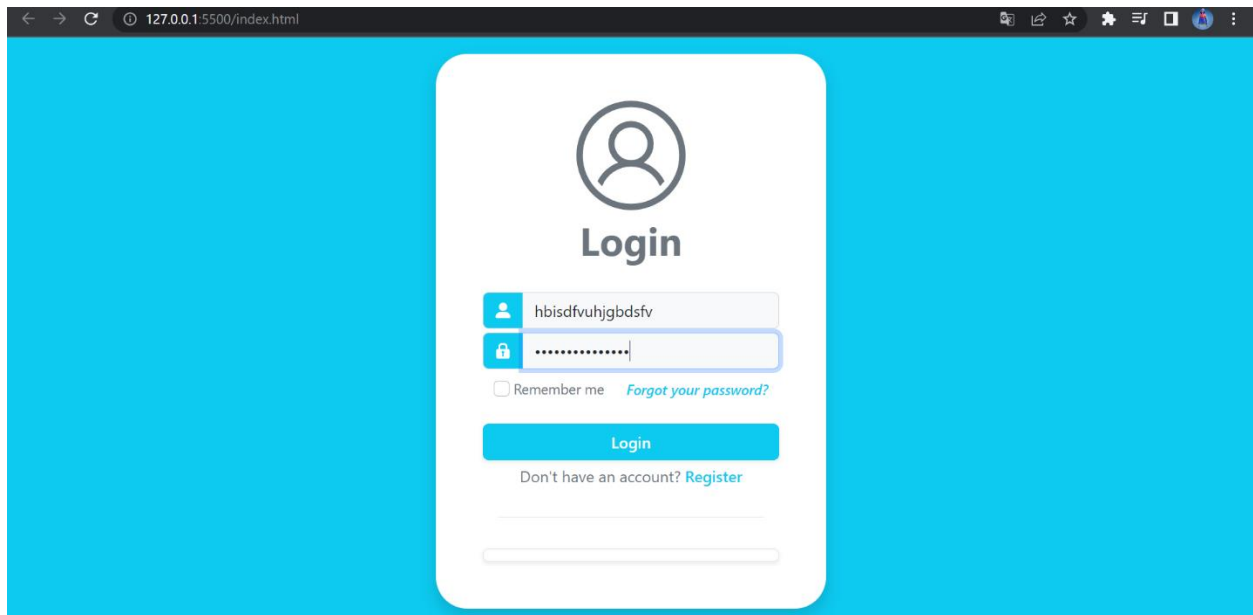 127.0.0.1:5500/index.html
Login
hbisdfvuhjgbdsfv
•••••••••••••••
Remember me Forgot your password?
Login
Don't have an account? Register